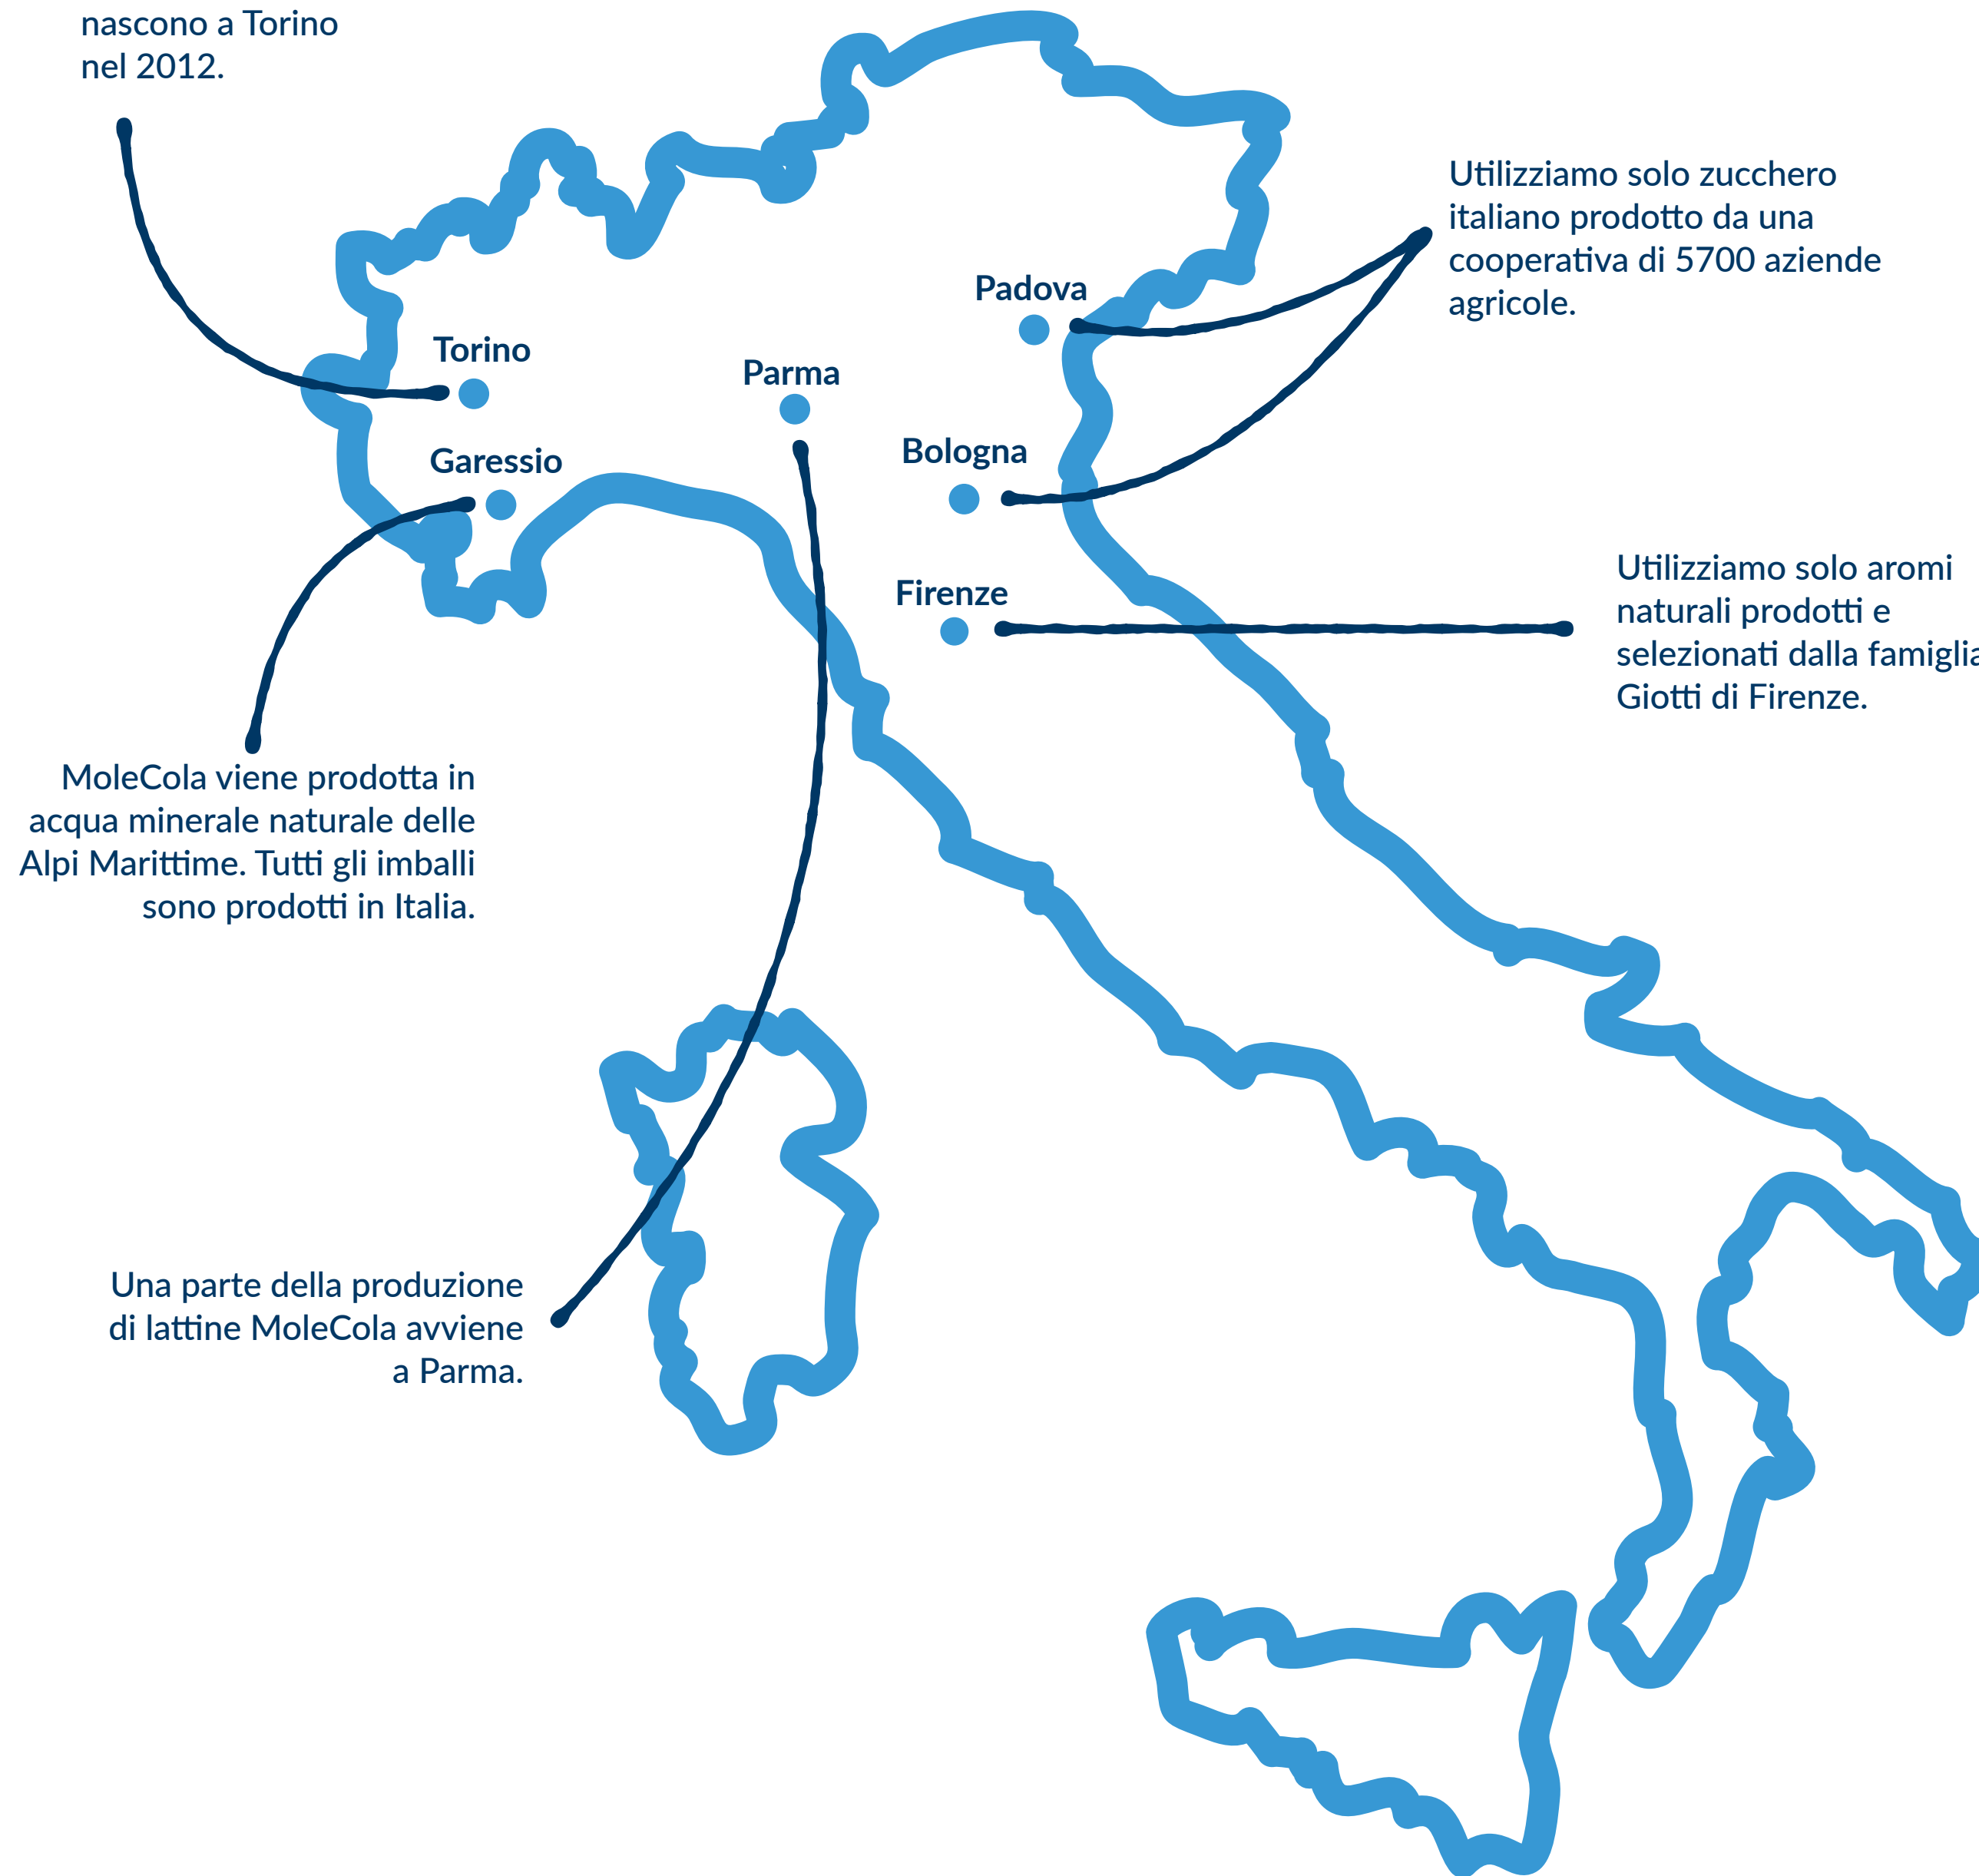 nascono a Torino
nel 2012.
Utilizziamo solo zucchero
italiano prodotto da una
cooperativa di 5700 aziende
agricole.
Padova
Torino
Parma
Bologna
Garessio
Firenze
Utilizziamo solo aromi
naturali prodotti e
selezionati dalla famiglia
Giotti di Firenze.
MoleCola viene prodotta in
acqua minerale naturale delle
Alpi Marittime. Tutti gli imballi
sono prodotti in Italia.
Una parte della produzione
di lattine MoleCola avviene
a Parma.